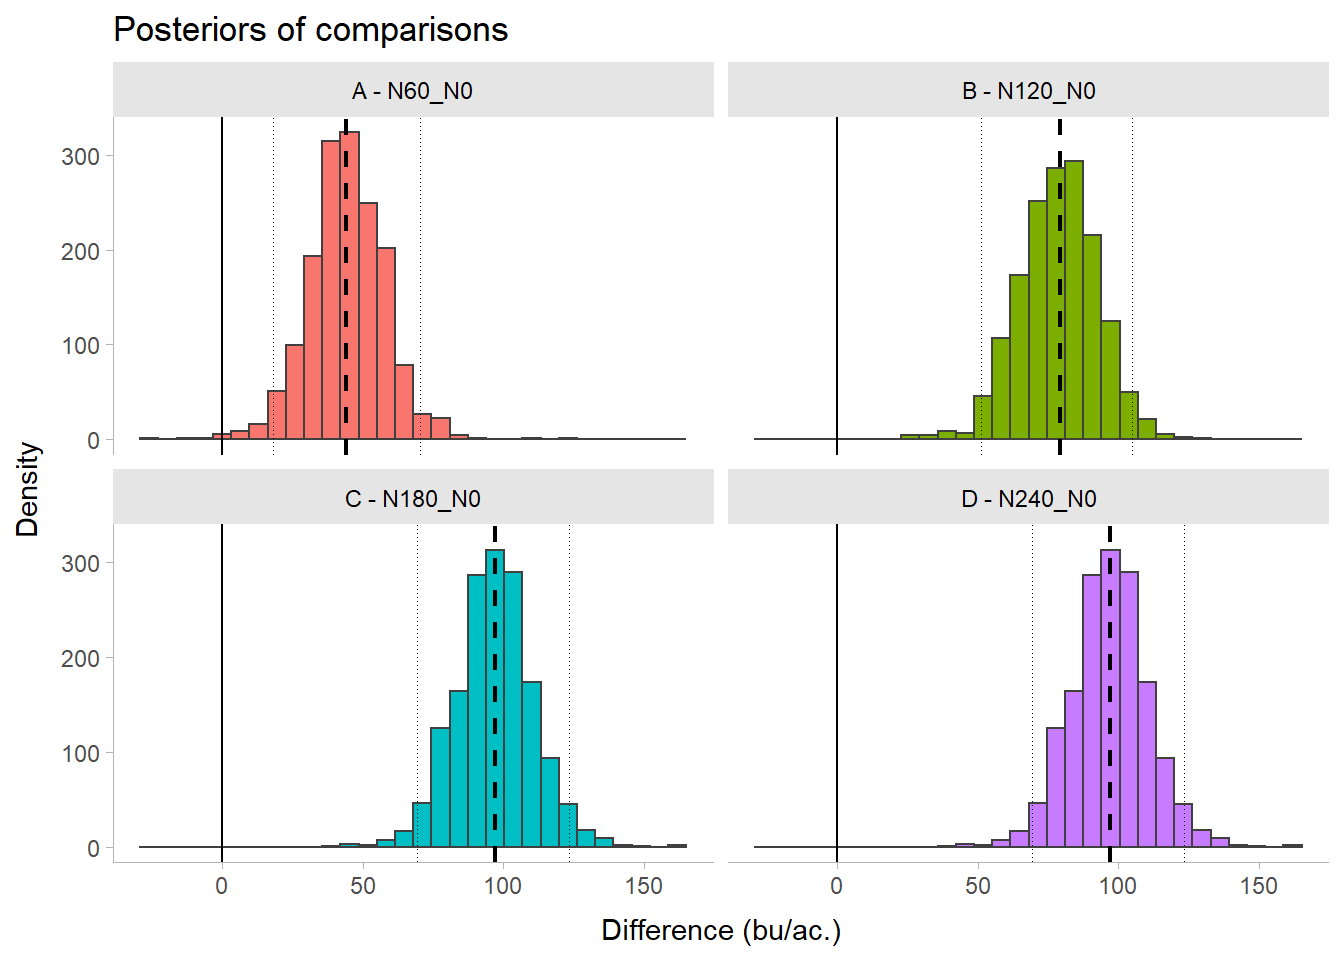 Posteriors of comparisons
A - N60_N0
B - N120_N0
300
200
100
0
Density
C - N180_N0
D - N240_N0
300
200
100
0
0 50 100 150
0 50 100 150
Difference (bu/ac.)